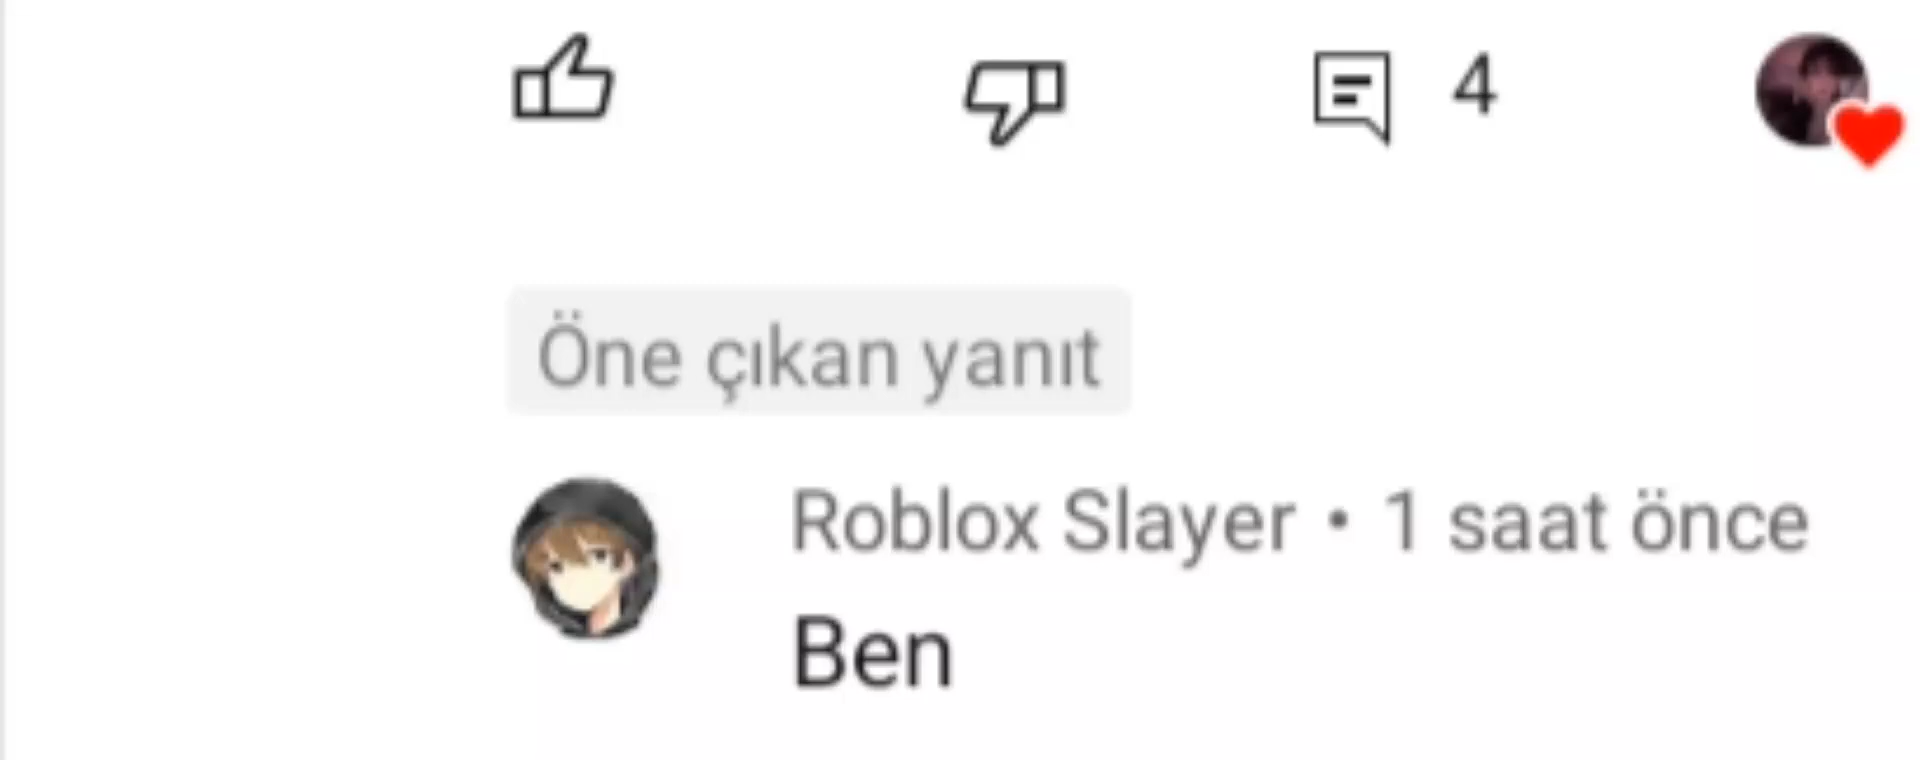 4
Öne çıkan yanıt
Roblox Slayer • 1 saat önce
Ben